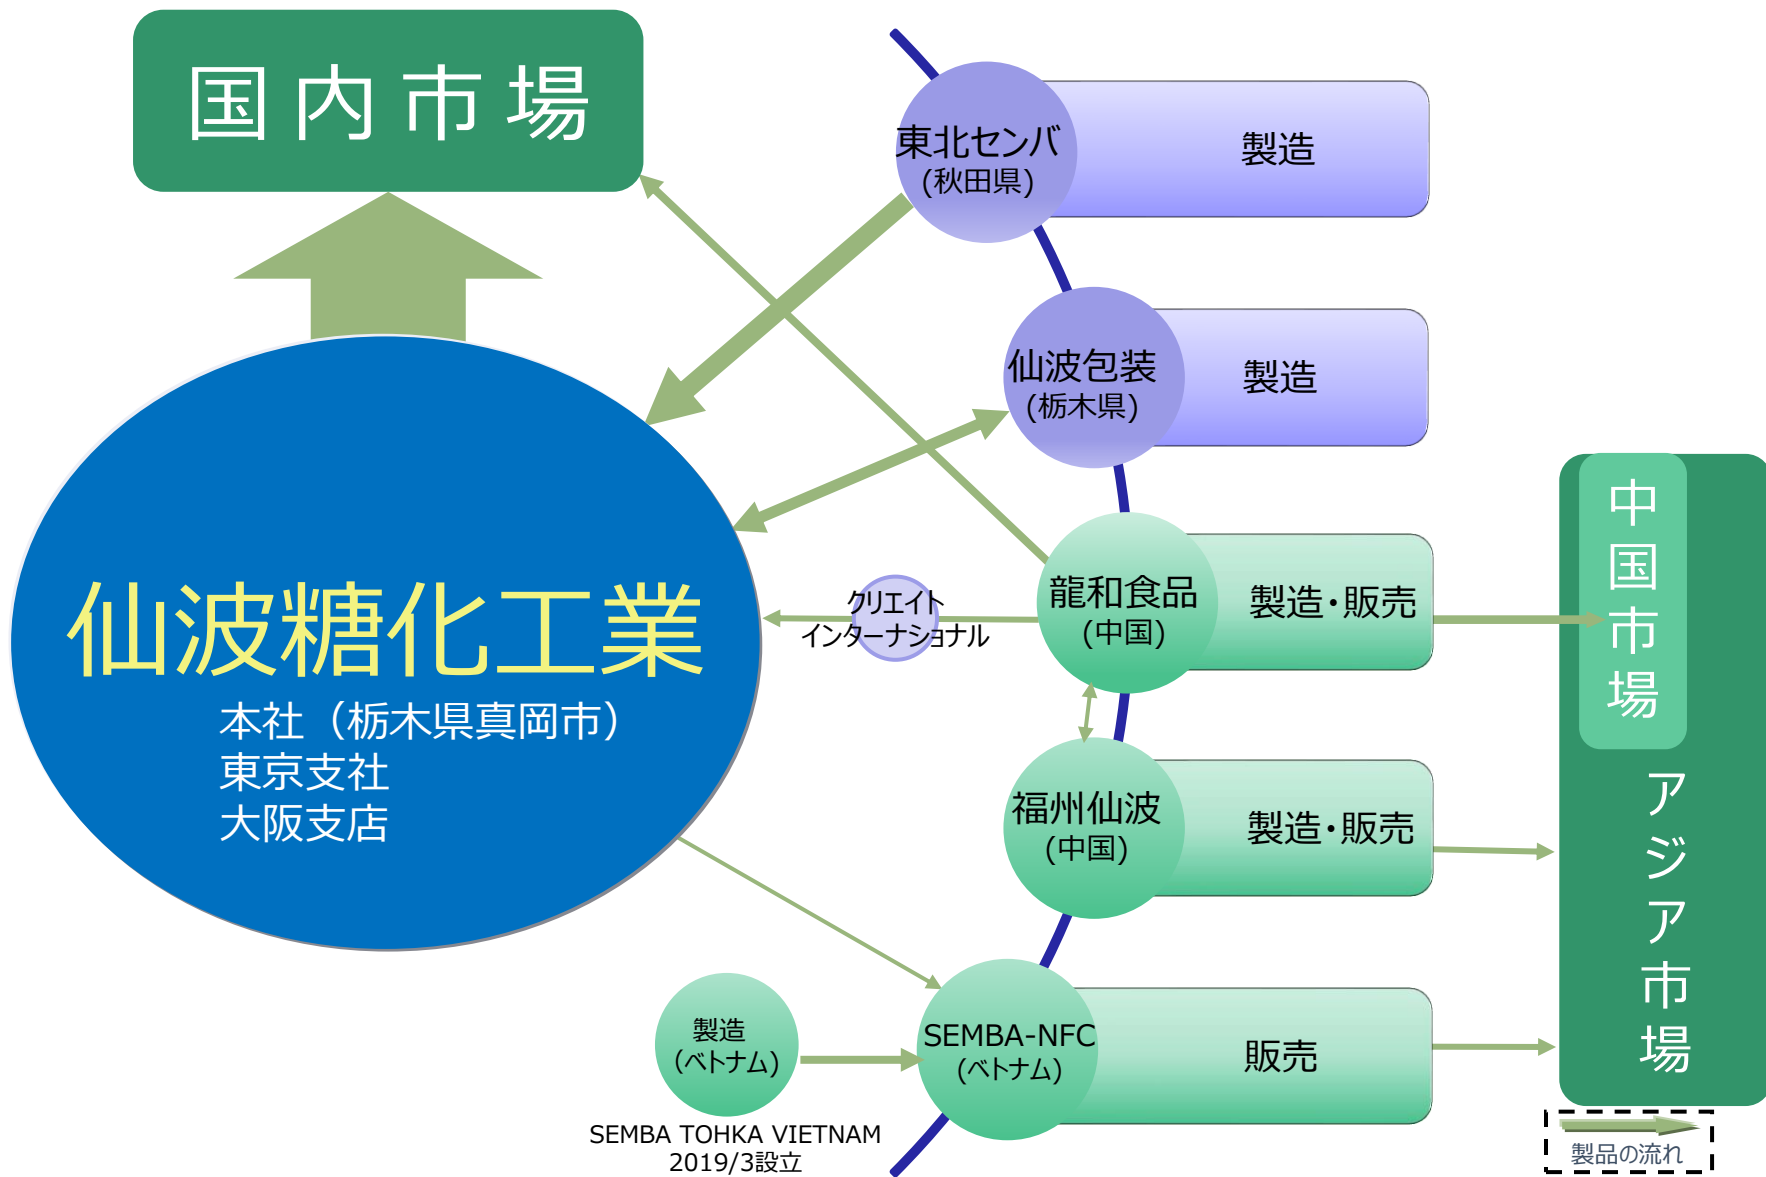 国内市場
東北センバ
(秋田県)
製造
仙波包装
(栃木県)
製造
仙波糖化工業
本社（栃木県真岡市）
東京支社
大阪支店
クリエイト
インターナショナル
龍和食品
(中国)
製造・販売
福州仙波
(中国)
製造・販売
製造
（ベトナム)
SEMBA TOHKA VIETNAM
2019/3設立
SEMBA-NFC
(ベトナム)
販売
中国市場
アジア市場
製品の流れ